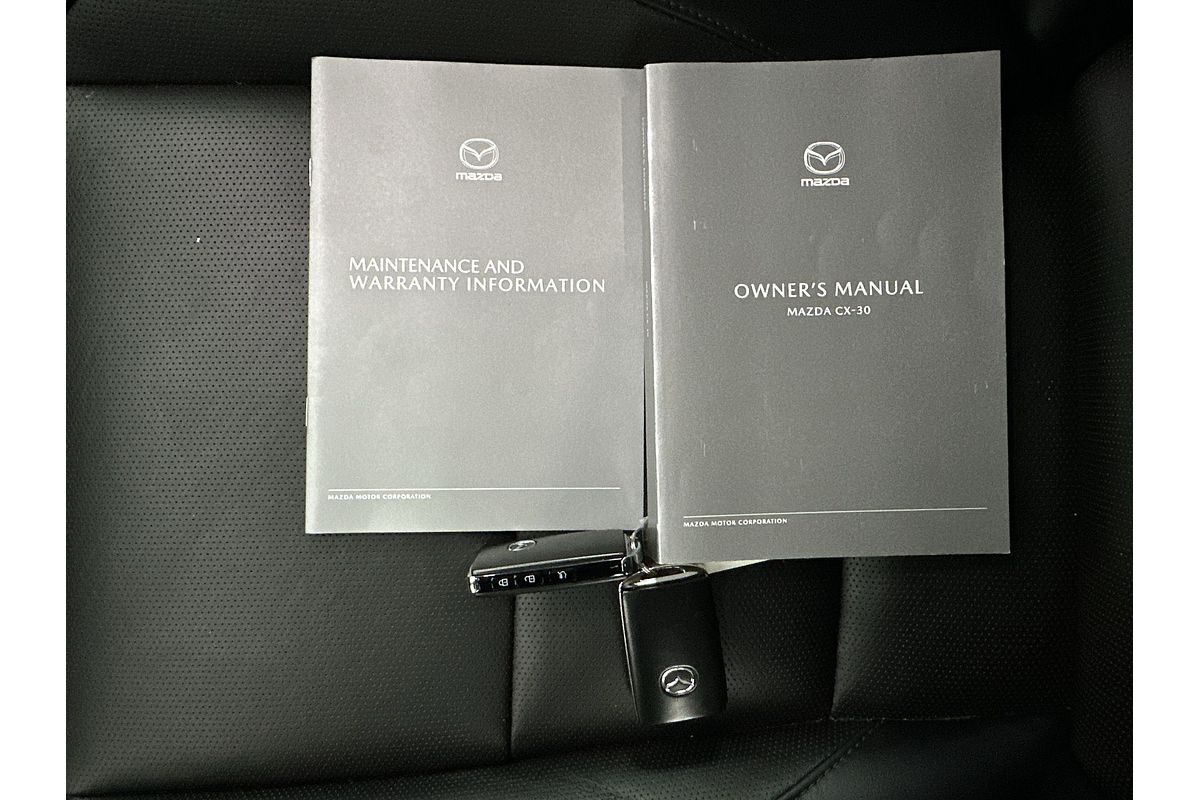 mazda
MAINTENANCE AND
WARRANTY INFORMATION
MAZDA MOTOR CORPORATION
mazda
OWNER'S MANUAL
MAZDA CX-30
MAZDA MOTOR CORPORATION